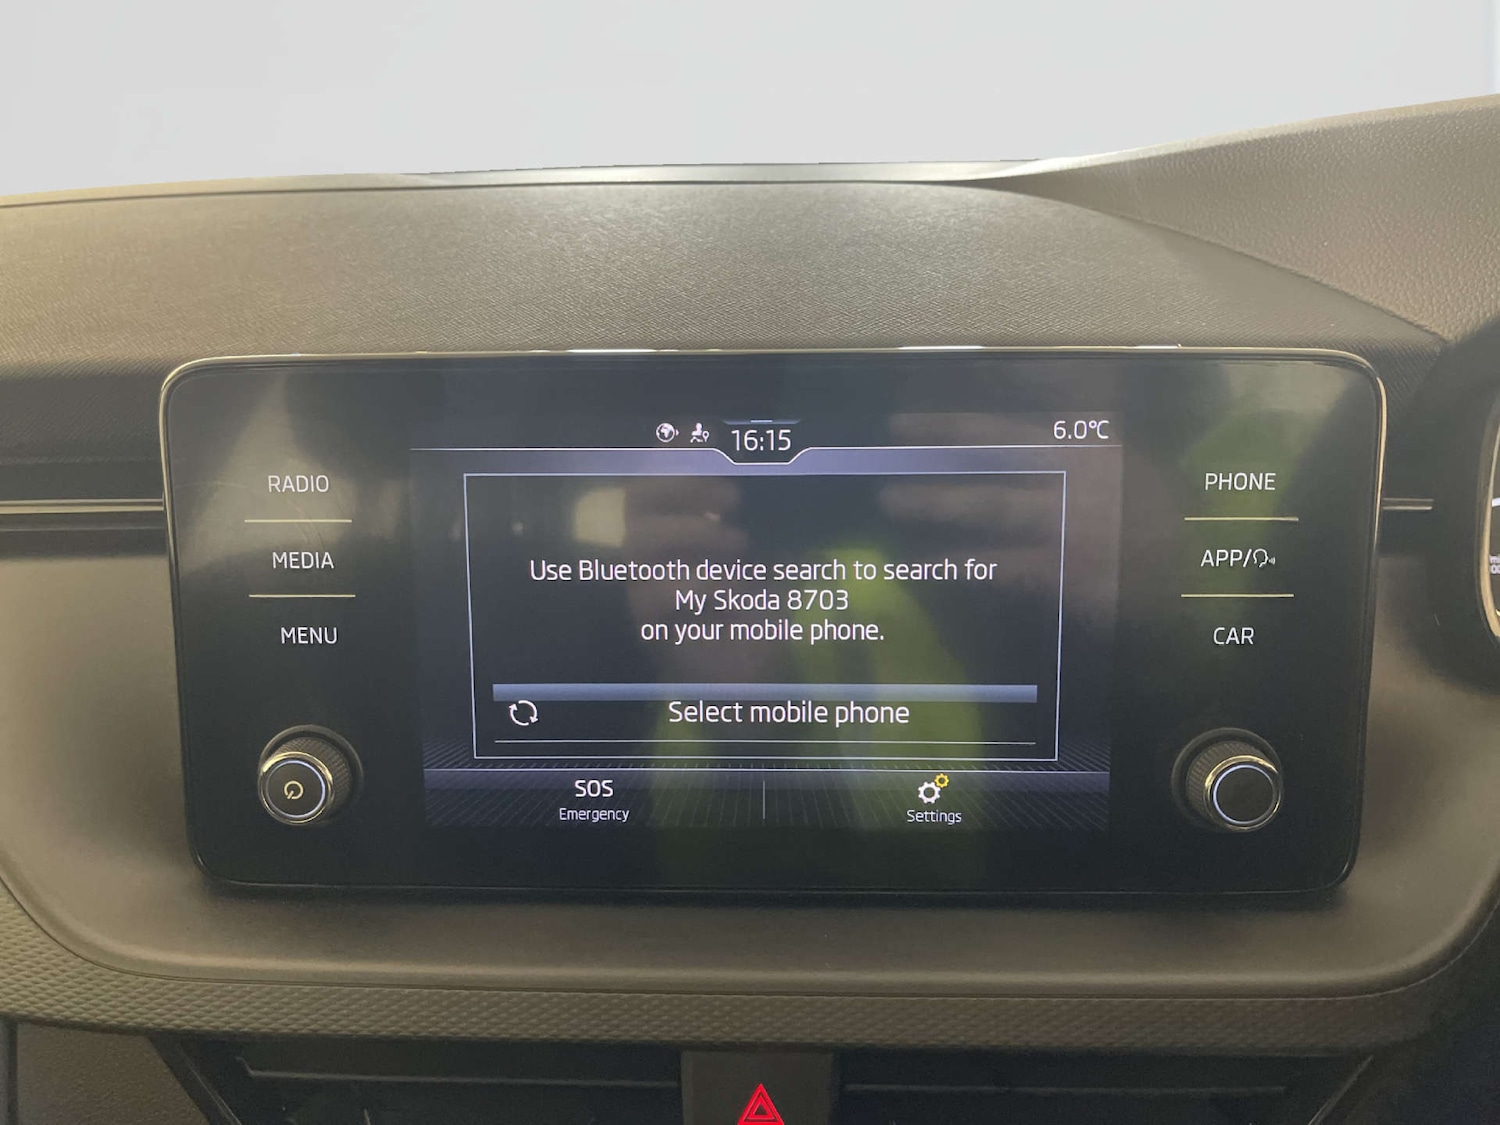 16:15
6.0°C
RADIO
MEDIA
MENU
Use Bluetooth device search to search for
My Skoda 8703
on your mobile phone.
Select mobile phone
SOS
Emergency
Settings
PHONE
APP/
CAR